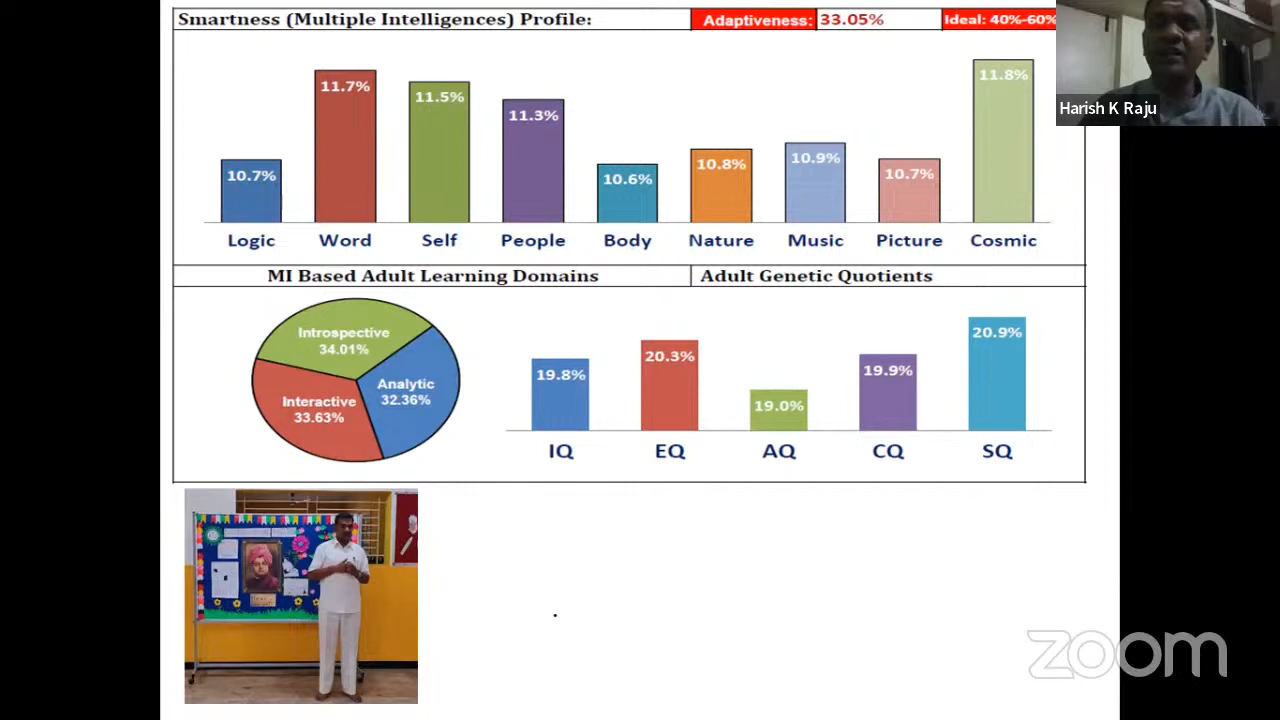 Smartness (Multiple Intelligences) Profile: Adaptiveness: 33.05% Ideal: 40%-60%
Harish K Raju
10.7% 11.7% 11.5% 11.3% 10.6% 10.8% 10.9% 10.7% 11.8%
Logic Word Self People Body Nature Music Picture Cosmic
MI Based Adult Learning Domains Adult Genetic Quotients
Introspective
34.01%
Analytic
32.36%
Interactive
33.63%
19.8% 20.3% 19.0% 19.9% 20.9%
IQ EQ AQ CQ SQ
zoom